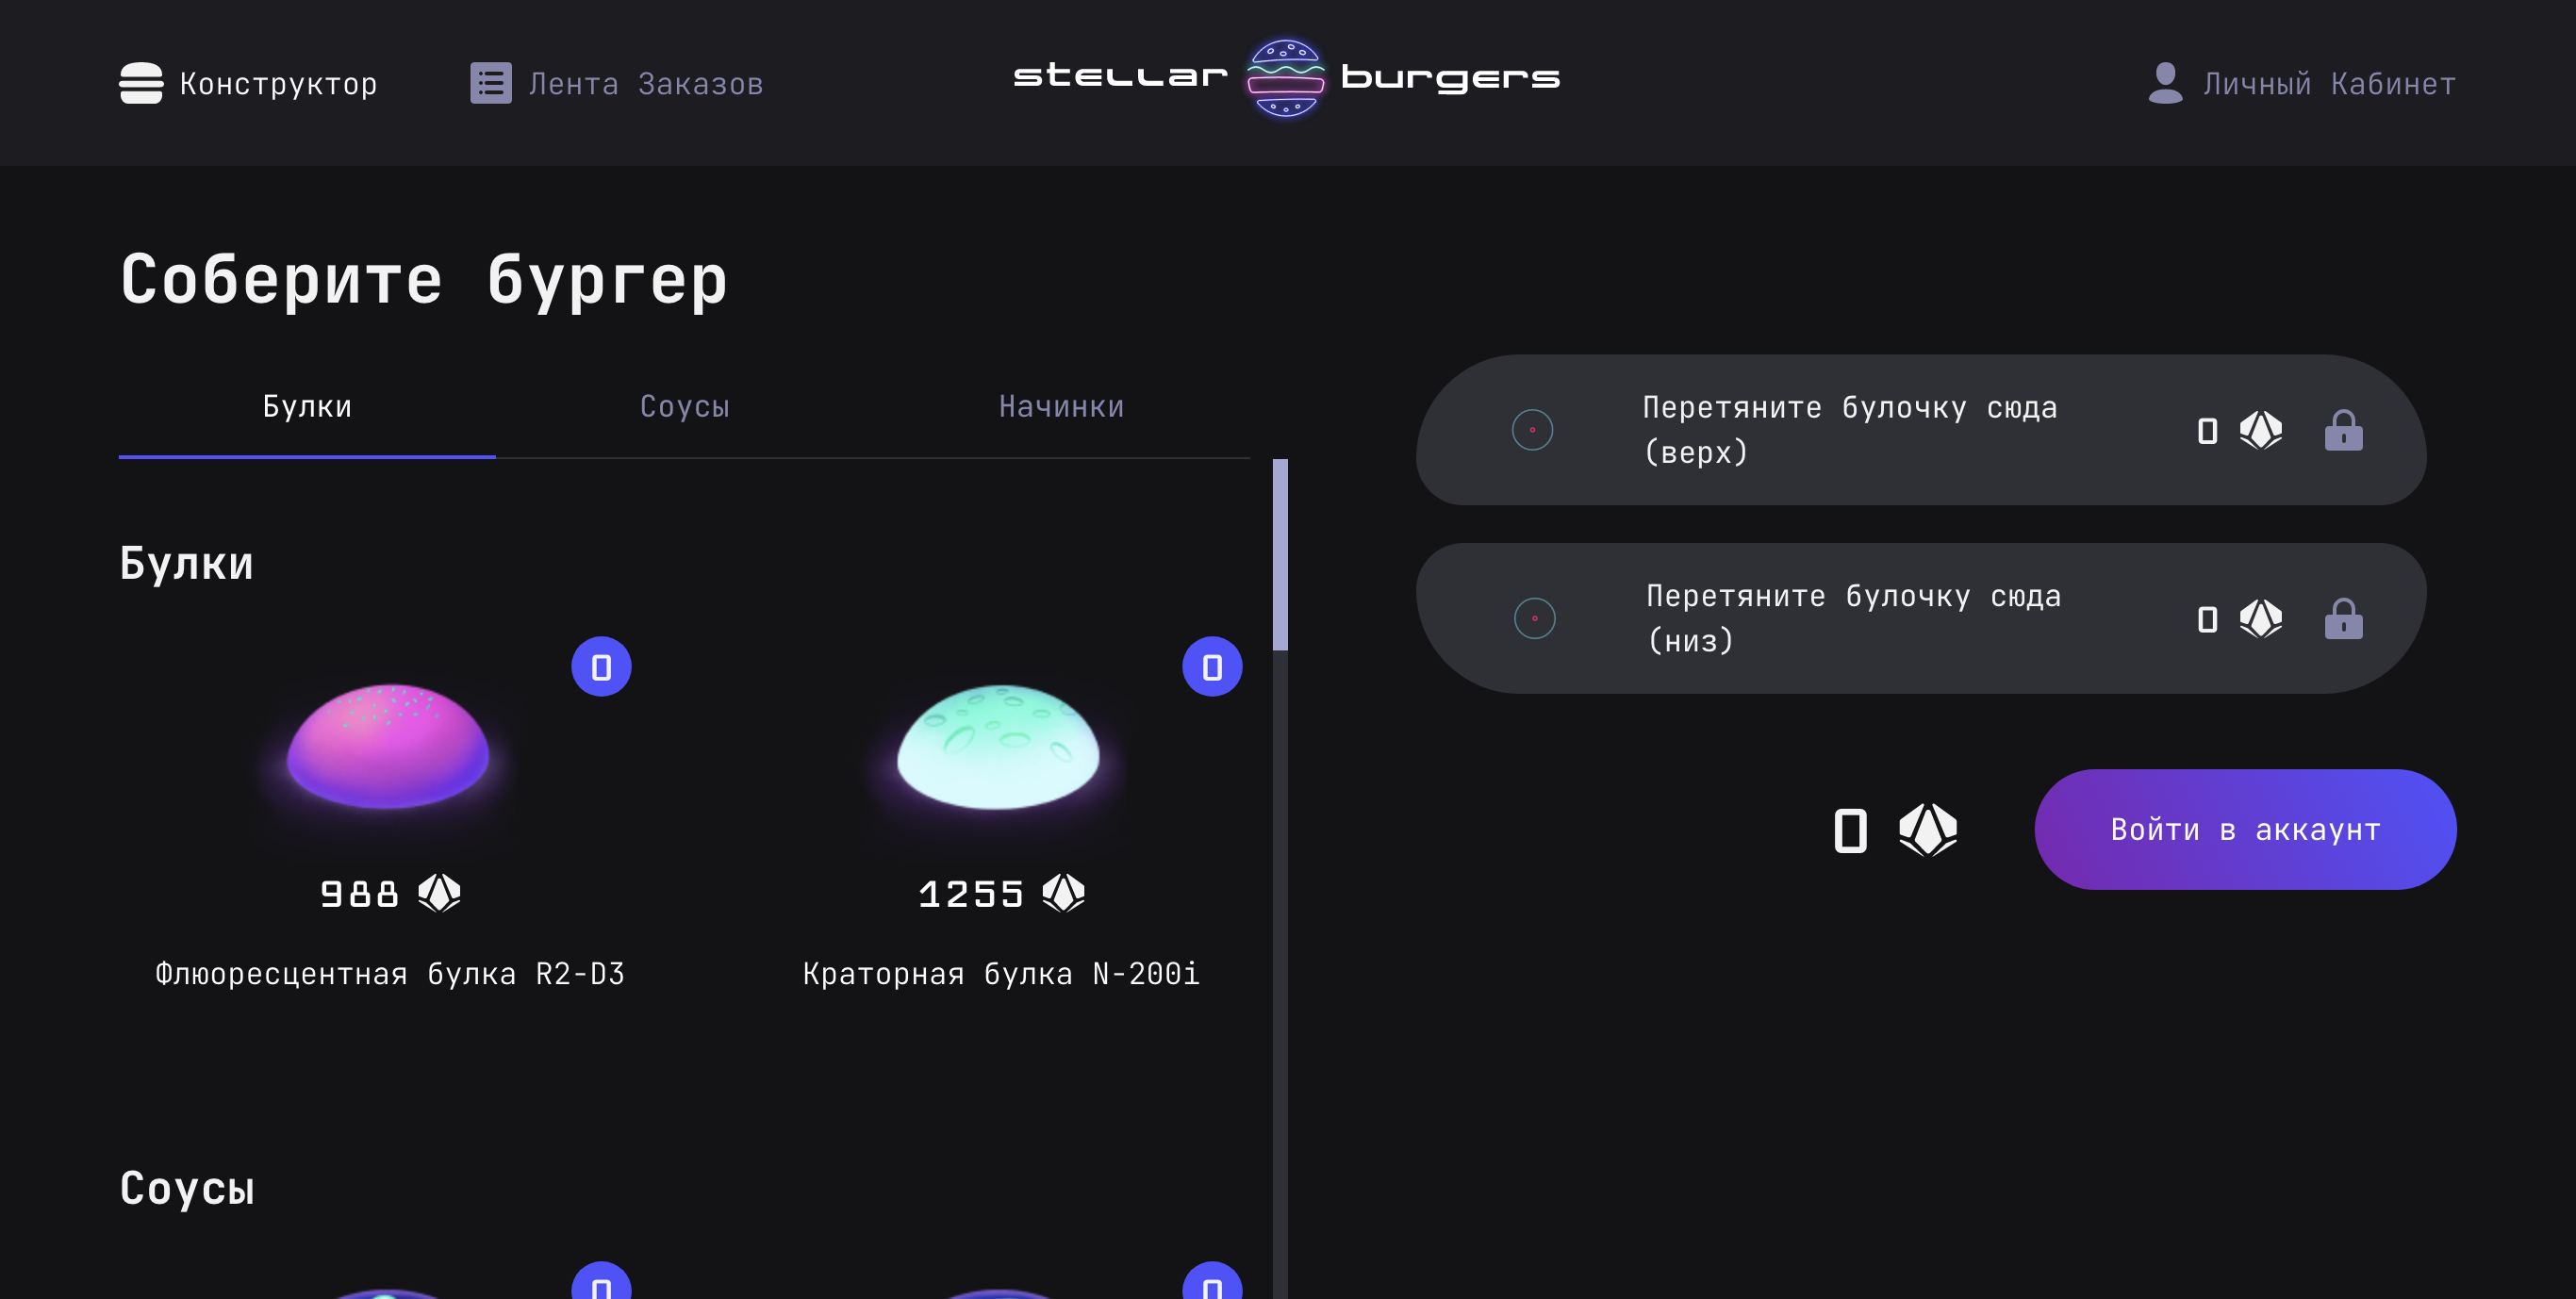 Конструктор
Лента Заказов
stellar burgers
Личный Кабинет
Соберите бургер
Булки
Соусы
Начинки
Булки
0
0
988
1255
Флюоресцентная булка R2-D3
Краторная булка N-200i
Соусы
0
0
Перетяните булочку сюда
(верх)
0
Перетяните булочку сюда
(низ)
0
0
Войти в аккаунт